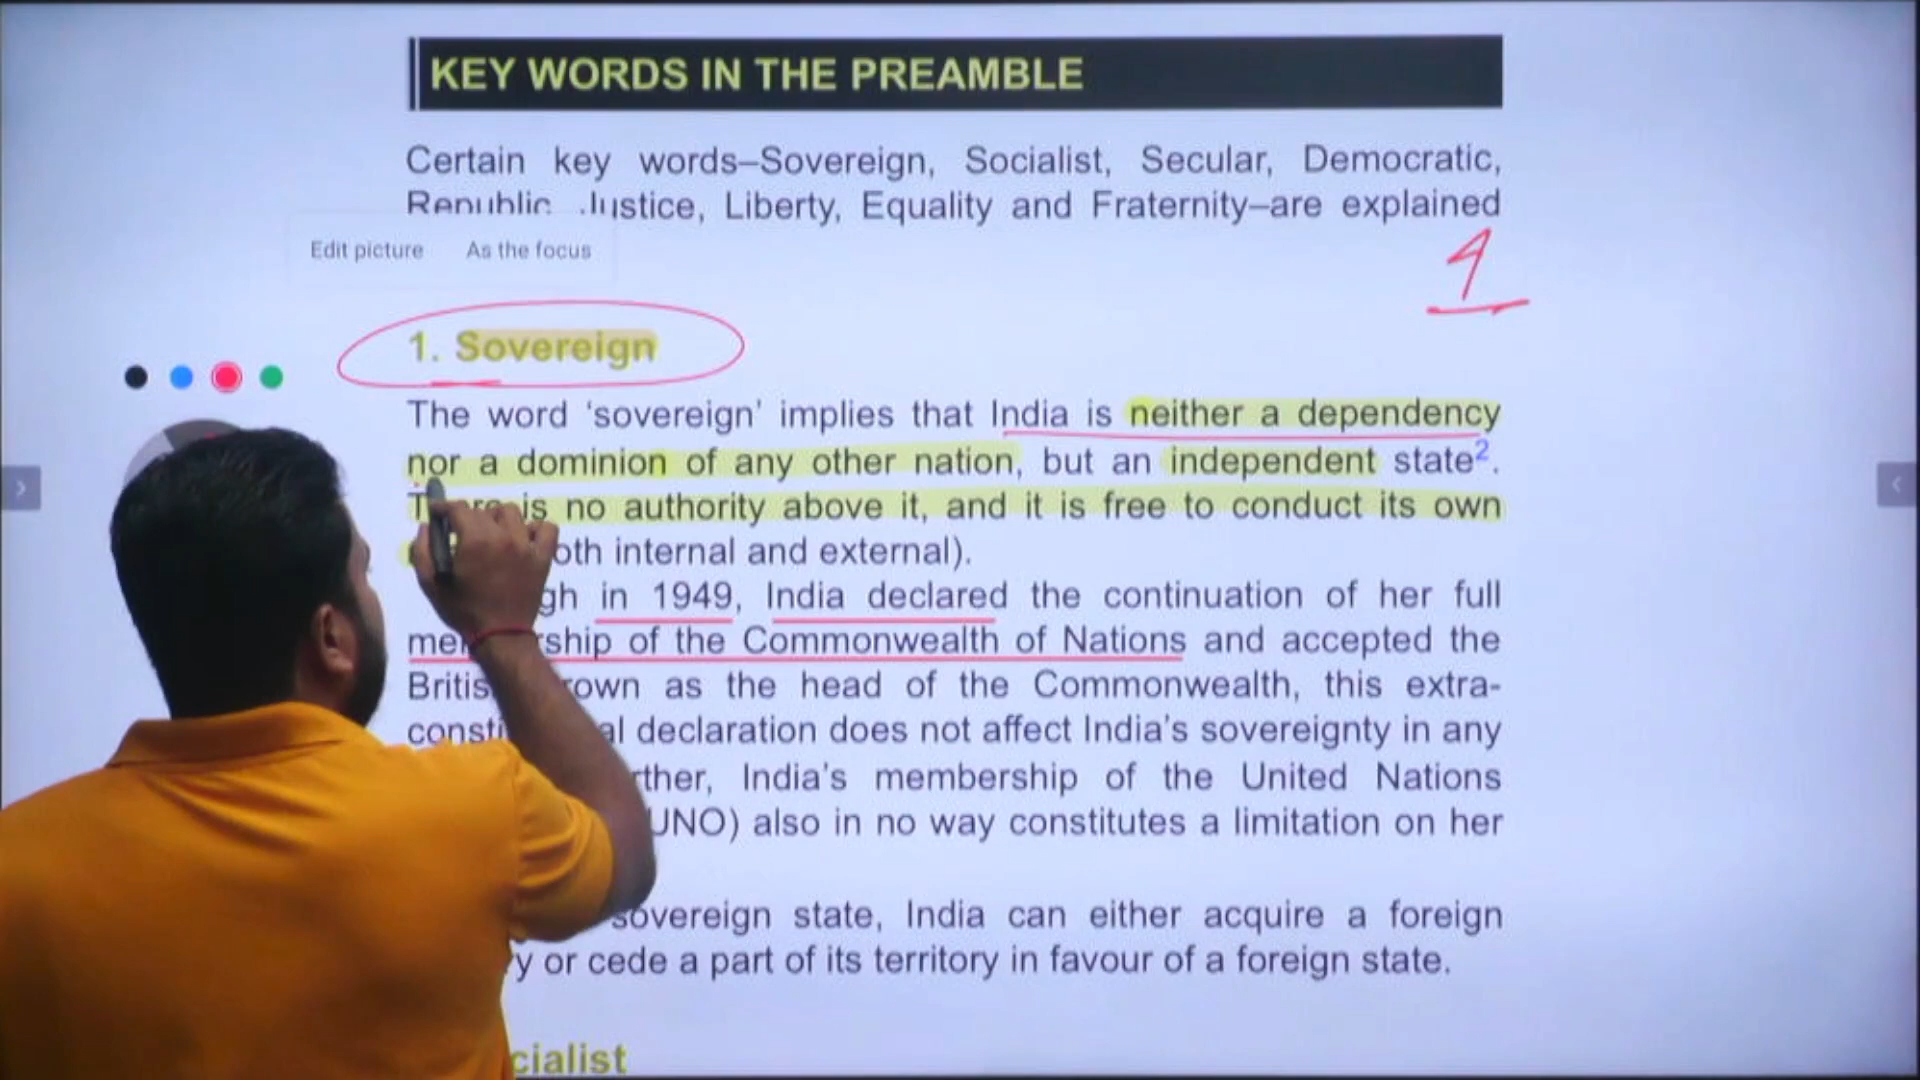 KEY WORDS IN THE PREAMBLE
Certain key words–Sovereign, Socialist, Secular, Democratic,
Republic, Justice, Liberty, Equality and Fraternity–are explained
Edit picture As the focus
1. Sovereign
The word ‘sovereign’ implies that India is neither a dependency
nor a dominion of any other nation, but an independent state2.
is no authority above it, and it is free to conduct its own
oth internal and external).
gh in 1949, India declared the continuation of her full
me ship of the Commonwealth of Nations and accepted the
Britis rown as the head of the Commonwealth, this extra-
consti al declaration does not affect India’s sovereignty in any
rther, India’s membership of the United Nations
UNO) also in no way constitutes a limitation on her
sovereign state, India can either acquire a foreign
y or cede a part of its territory in favour of a foreign state.
cialist